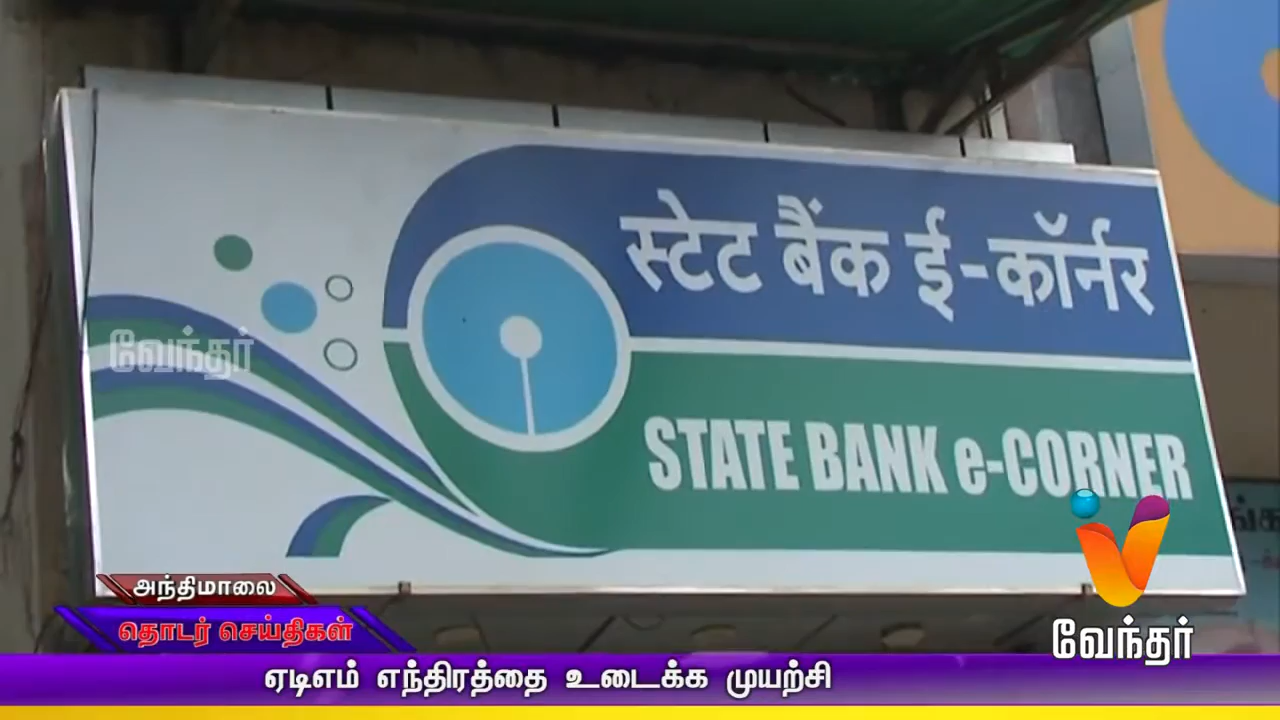 स्टेट बैंक ई-कॉर्नर
வேந்தர்
STATE BANK e-CORNER
அந்திமாலை
தொடர் செய்திகள்
வேந்தர்
ஏடிஎம் எந்திரத்தை உடைக்க முயற்சி